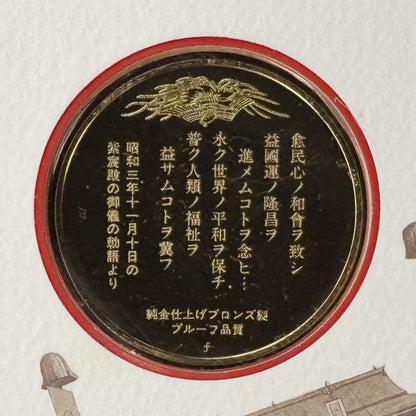 愈民心ノ和會ヲ致シ
益國運ノ隆昌ヲ
進メムコトヲ念ヒ…
永ク世界ノ平和ヲ保チ
普ク人類ノ福祉ヲ
益サムコトヲ冀フ
昭和三年十一月十日の
紫宸殿の御儀の勅語より
純金仕上げブロンズ製
プルーフ品質